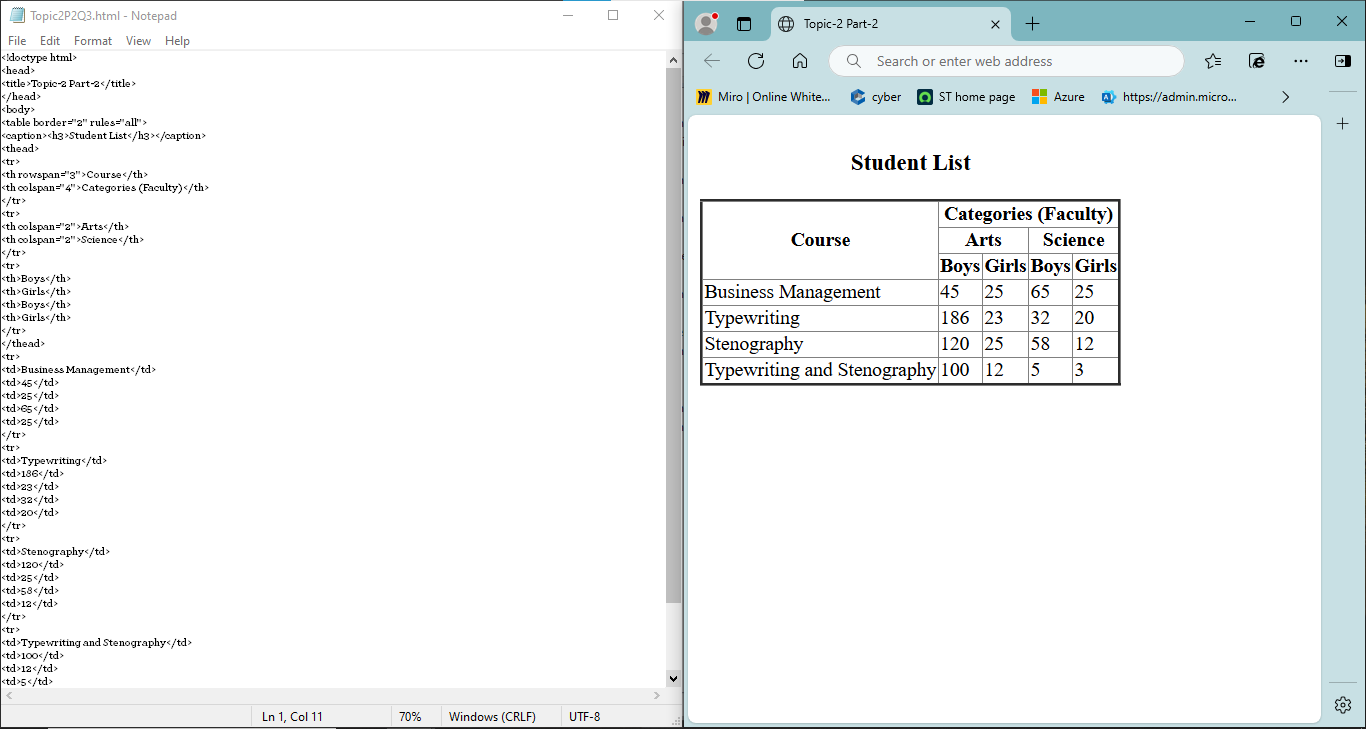 Topic2P2Q3.html - Notepad
File Edit Format View Help
<!doctype html>
<head>
<title>Topic-2 Part-2</title>
</head>
<body>
<table border="2" rules="all">
<caption><h3>Student List</h3></caption>
<thead>
<tr>
<th rowspan="3">Course</th>
<th colspan="4">Categories (Faculty)</th>
</tr>
<tr>
<th colspan="2">Arts</th>
<th colspan="2">Science</th>
</tr>
<tr>
<th>Boys</th>
<th>Girls</th>
<th>Boys</th>
<th>Girls</th>
</tr>
</thead>
<tr>
<td>Business Management</td>
<td>45</td>
<td>25</td>
<td>65</td>
<td>25</td>
</tr>
<tr>
<td>Typewriting</td>
<td>186</td>
<td>23</td>
<td>32</td>
<td>20</td>
</tr>
<tr>
<td>Stenography</td>
<td>120</td>
<td>25</td>
<td>58</td>
<td>12</td>
</tr>
<tr>
<td>Typewriting and Stenography</td>
<td>100</td>
<td>12</td>
<td>5</td>
Ln 1, Col 11 70% Windows (CRLF) UTF-8
Topic-2 Part-2
Search or enter web address
Miro | Online White... cyber ST home page Azure https://admin.micro...
Student List
Categories (Faculty)
Course Arts Science
Boys Girls Boys Girls
Business Management 45 25 65 25
Typewriting 186 23 32 20
Stenography 120 25 58 12
Typewriting and Stenography 100 12 5 3